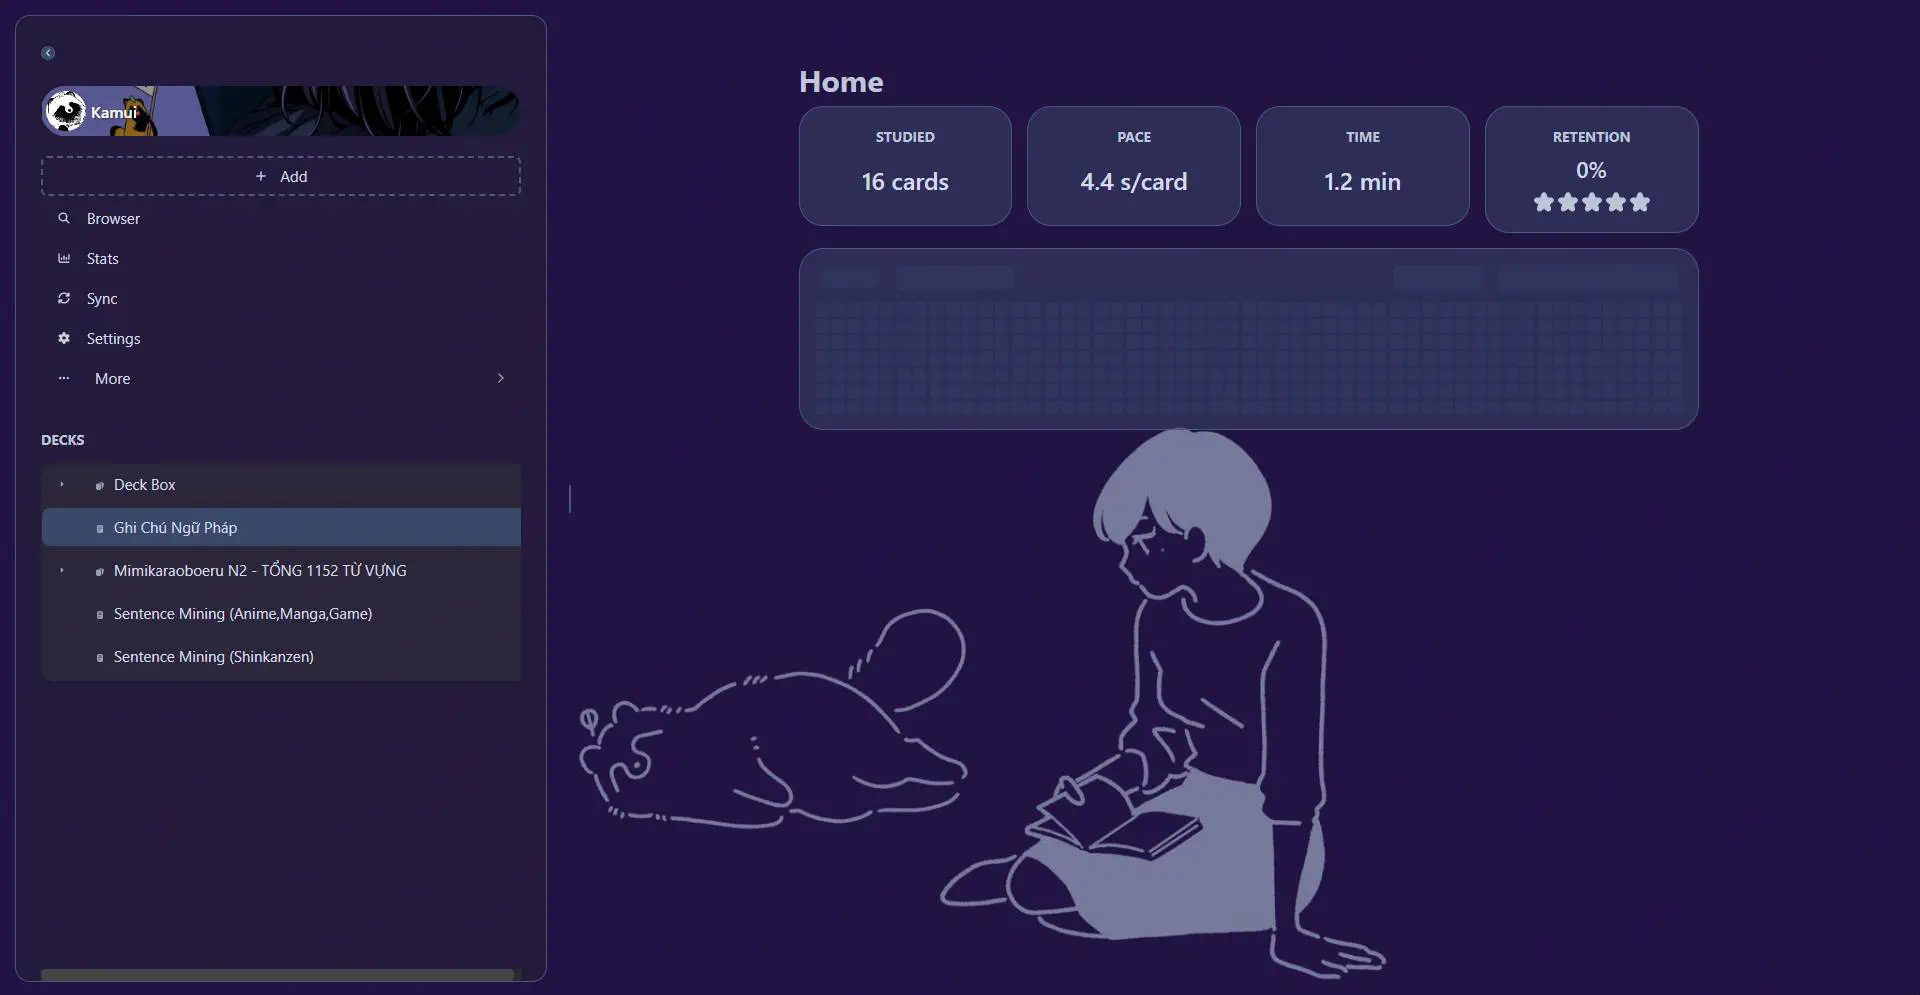 Kamui
+ Add
Browser
Stats
Sync
Settings
More
DECKS
Deck Box
Ghi Chú Ngữ Pháp
Mimikaraoboeru N2 - TỔNG 1152 TỪ VỰNG
Sentence Mining (Anime,Manga,Game)
Sentence Mining (Shinkanzen)
Home
STUDIED
16 cards
PACE
4.4 s/card
TIME
1.2 min
RETENTION
0%